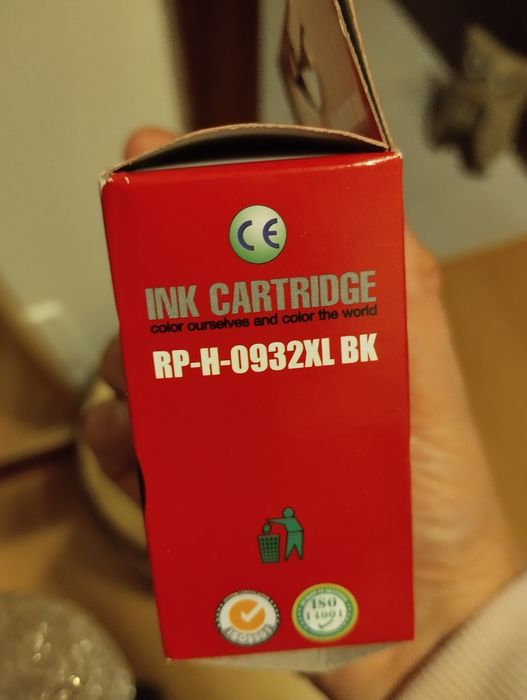 CE
INK CARTRIDGE
color ourselves and color the world
RP-H-0932XL BK
ISO
14001